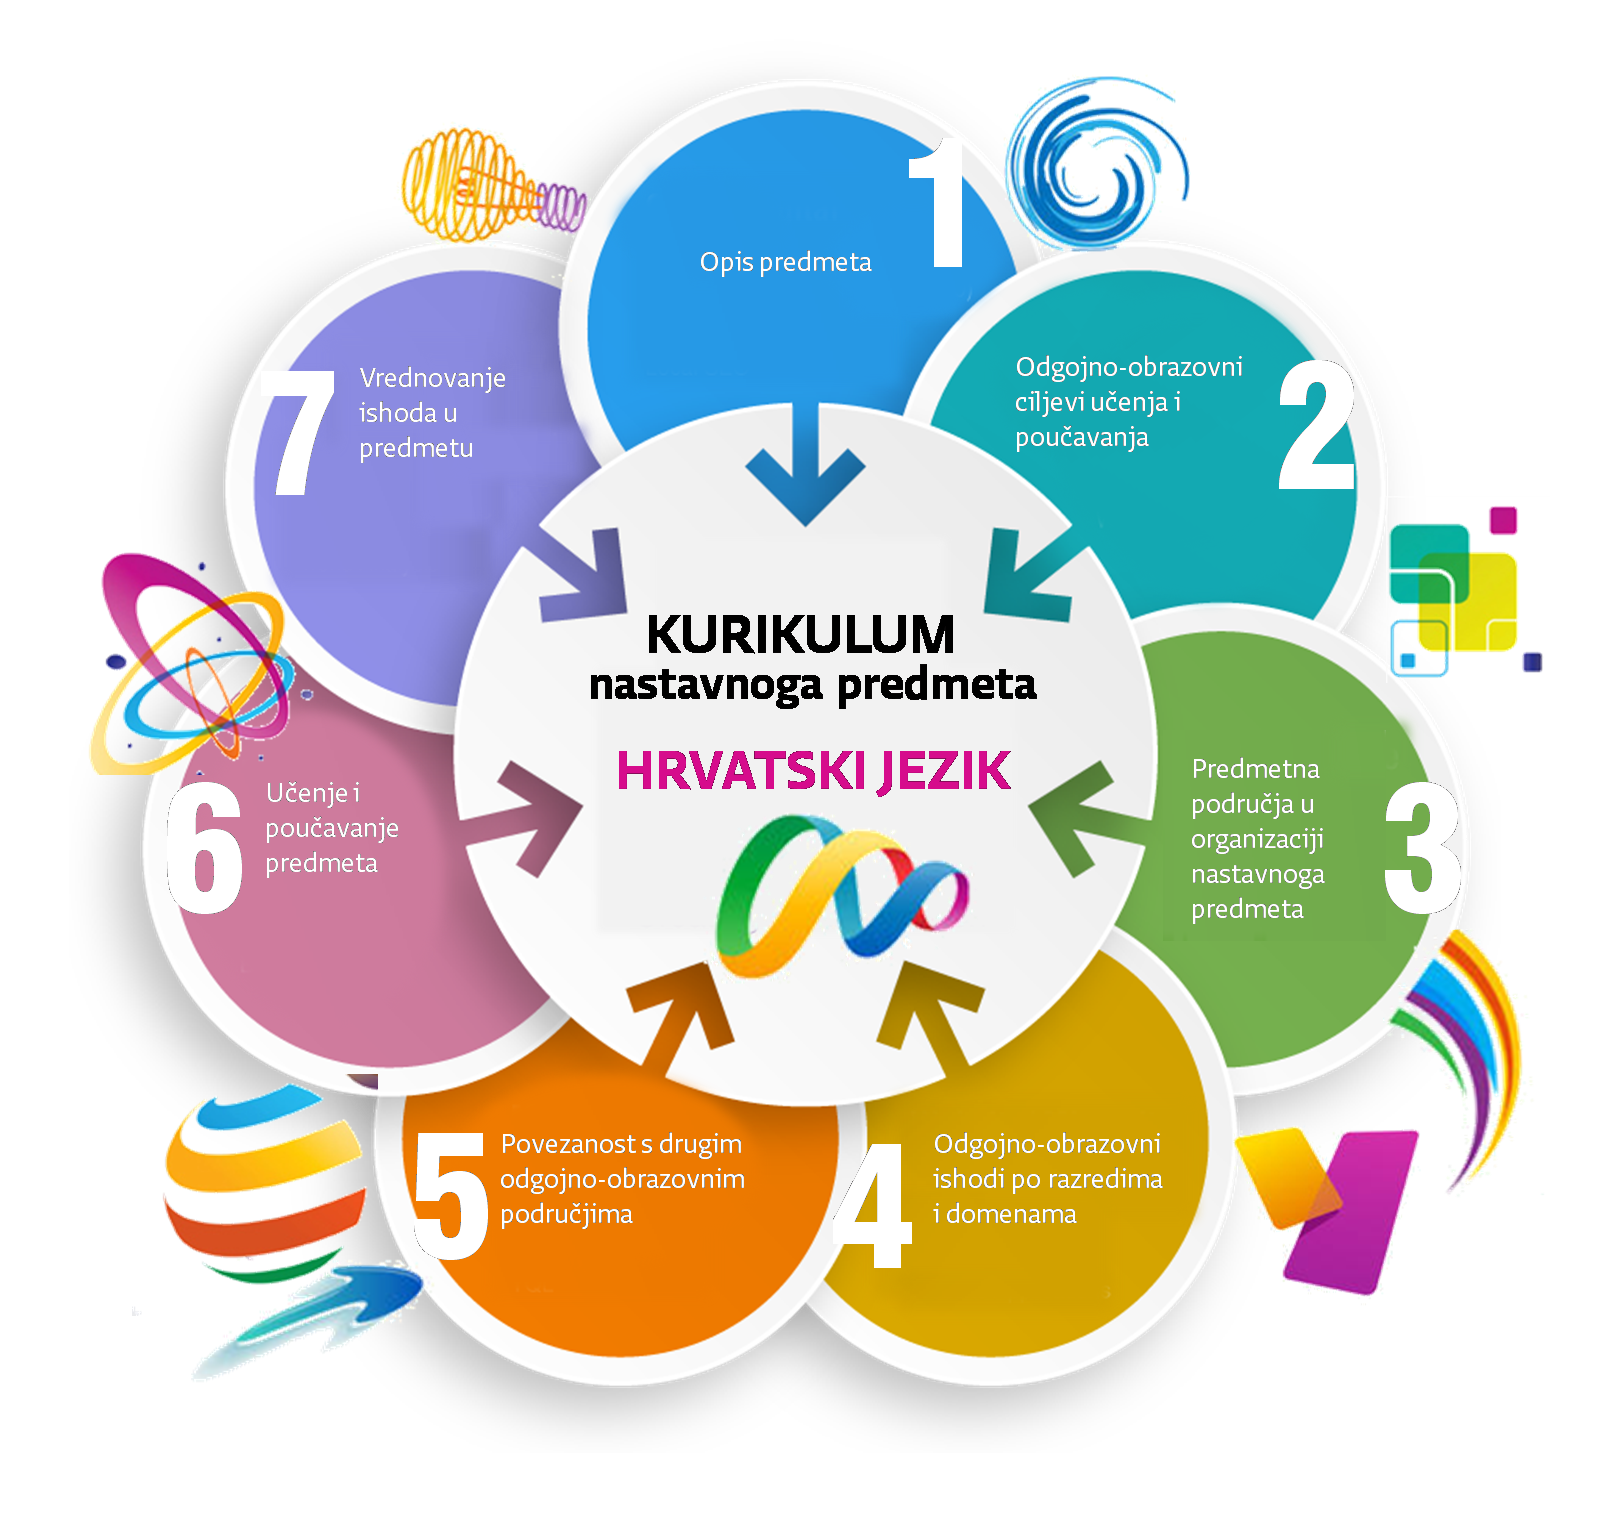 KURIKULUM
nastavnoga predmeta
HRVATSKI JEZIK
1
Opis predmeta
2
Odgojno-obrazovni
ciljevi učenja i
poučavanja
3
Predmetna
područja u
organizaciji
nastavnoga
predmeta
4
Odgojno-obrazovni
ishodi po razredima
i domenama
5
Povezanost s drugim
odgojno-obrazovnim
područjima
6
Učenje i
poučavanje
predmeta
7
Vrednovanje
ishoda u
predmetu